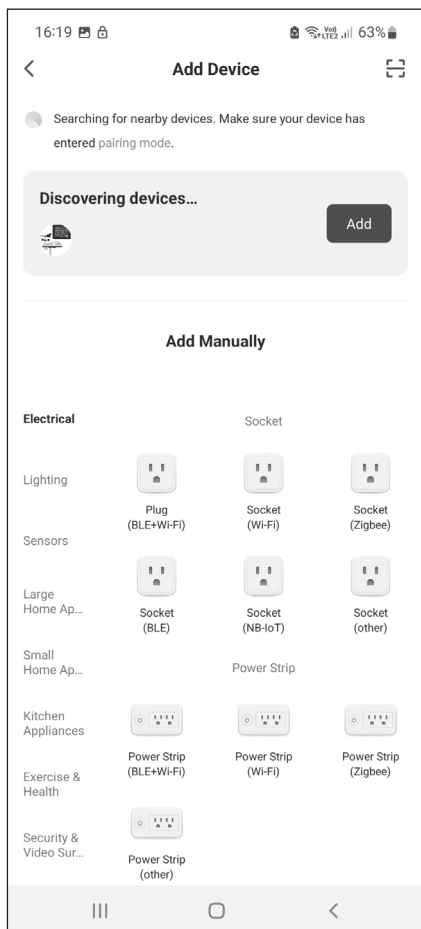 16:19 Vo)) LTE2 63%
Add Device
Searching for nearby devices. Make sure your device has
entered pairing mode.
Discovering devices...
Add
Add Manually
Electrical
Socket
Lighting
Plug
(BLE+Wi-Fi)
Socket
(Wi-Fi)
Socket
(Zigbee)
Sensors
Large
Home Ap...
Socket
(BLE)
Socket
(NB-IoT)
Socket
(other)
Small
Home Ap...
Power Strip
Kitchen
Appliances
Power Strip
(BLE+Wi-Fi)
Power Strip
(Wi-Fi)
Power Strip
(Zigbee)
Exercise &
Health
Security &
Video Sur...
Power Strip
(other)